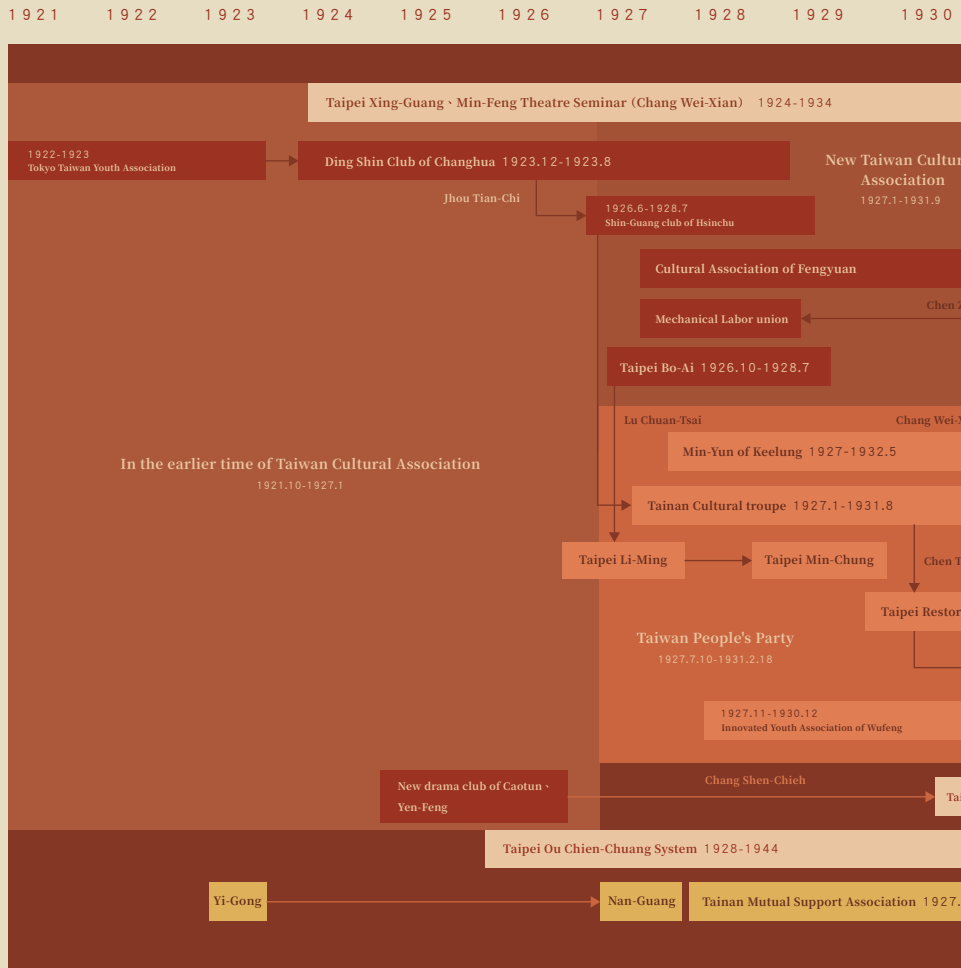 1921 1922 1923 1924 1925 1926 1927 1928 1929 1930
Taipei Xing-Guang、Min-Feng Theatre Seminar (Chang Wei-Xian) 1924-1934
1922-1923
Tokyo Taiwan Youth Association
Ding Shin Club of Changhua 1923.12-1923.8
New Taiwan
Association
1927.1-1931.9
Jhou Tian-Chi
1926.6-1928.7
Shin-Guang club of Hsinchu
Cultural Association of Fengyuan
Chen
Mechanical Labor union
Taipei Bo-Ai 1926.10-1928.7
Lu Chuan-Tsai
Chang
Min-Yun of Keelung 1927-1932.5
In the earlier time of Taiwan Cultural Association
1921.10-1927.1
Tainan Cultural troupe 1927.1-1931.8
Taipei Li-Ming
Taipei Min-Chung
Chen
Taipei
Taiwan People's Party
1927.7.10-1931.2.18
1927.11-1930.12
Innovated Youth Association of Wufeng
New drama club of Caotun、
Yen-Feng
Chang Shen-Chieh
Taipei Ou Chien-Chuang System 1928-1944
Yi-Gong
Nan-Guang
Tainan Mutual Support Association 1927.